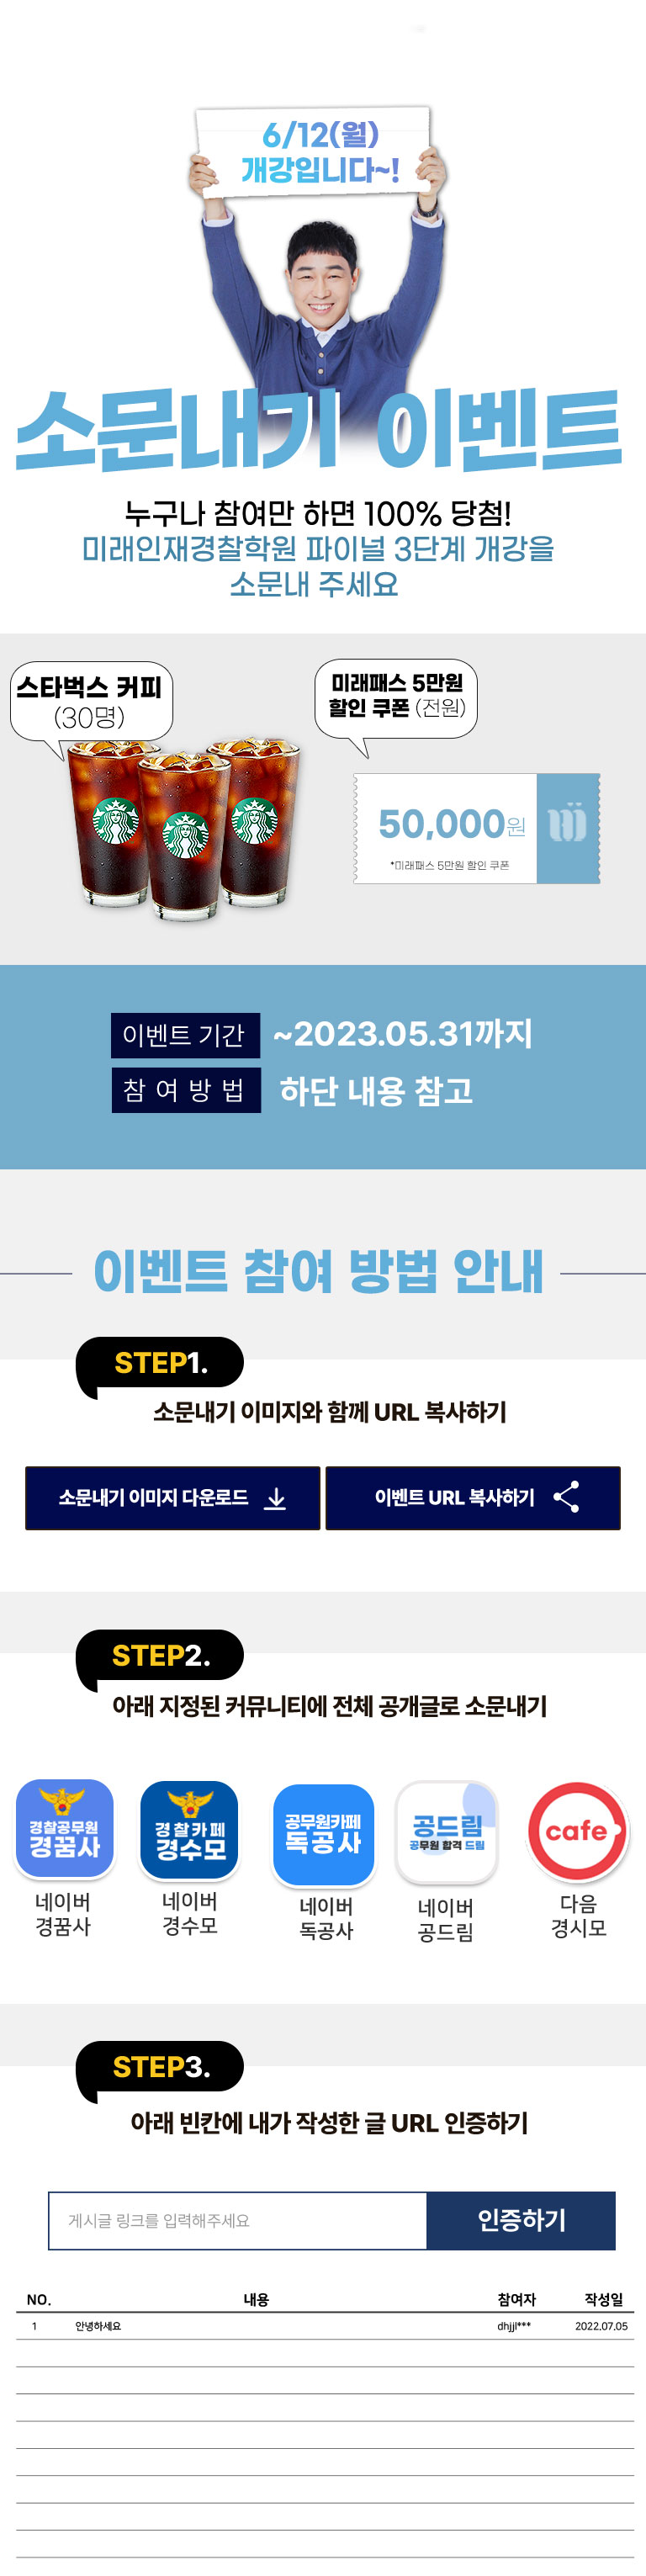 6/12(월)
개강입니다~!
소문내기 이벤트
누구나 참여만 하면 100% 당첨!
미래인재경찰학원 파이널 3단계 개강을
소문내 주세요
스타벅스 커피
(30명)
미래패스 5만원
할인 쿠폰 (전원)
50,000원
*미래패스 5만원 할인 쿠폰
이벤트 기간 ~2023.05.31까지
참 여 방 법 하단 내용 참고
이벤트 참여 방법 안내
STEP1.
소문내기 이미지와 함께 URL 복사하기
소문내기 이미지 다운로드
이벤트 URL 복사하기
STEP2.
아래 지정된 커뮤니티에 전체 공개글로 소문내기
경찰공무원
경꿈사
경찰카페
경수모
공무원카페
독공사
공드림
공무원 합격 드림
cafe
네이버
경꿈사
네이버
경수모
네이버
독공사
네이버
공드림
다음
경시모
STEP3.
아래 빈칸에 내가 작성한 글 URL 인증하기
게시글 링크를 입력해주세요
인증하기
NO. 내용 참여자 작성일
1 안녕하세요 dhjjl*** 2022.07.05